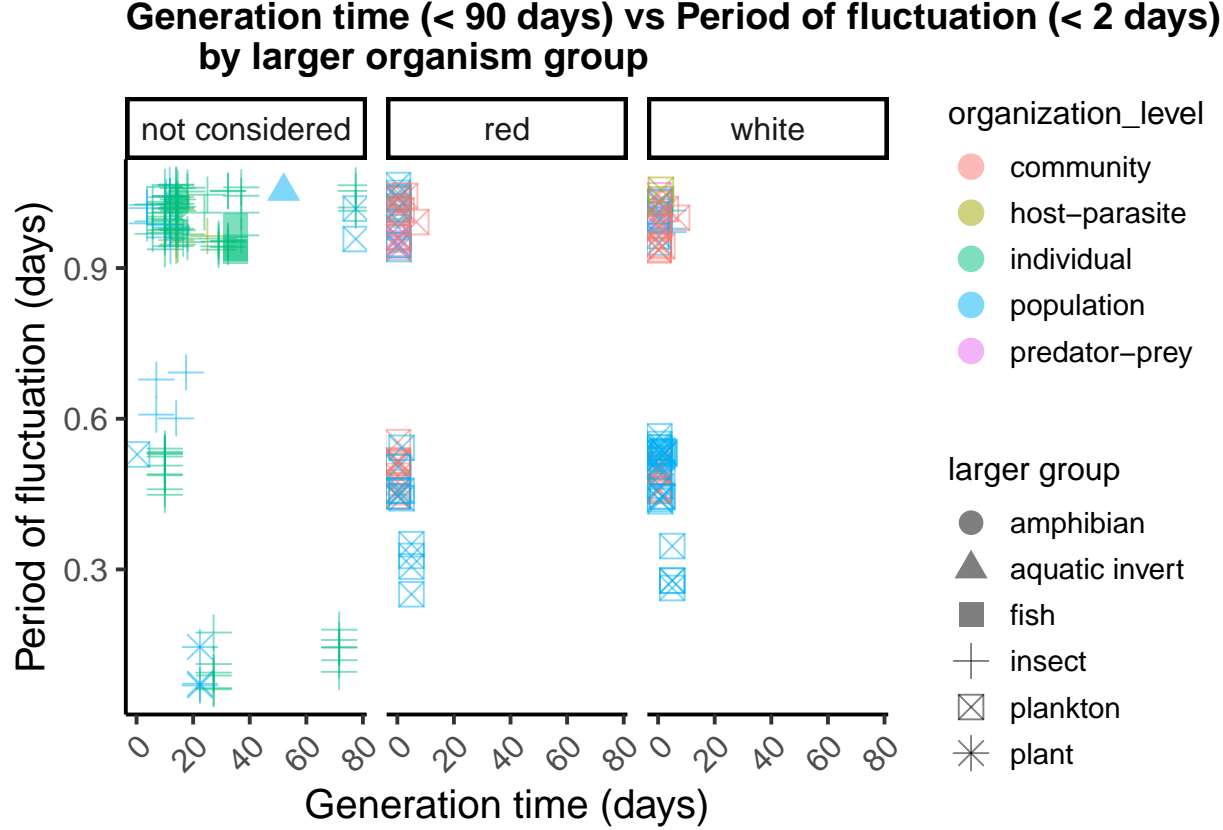 Generation time (< 90 days) vs Period of fluctuation (< 2 days)
by larger organism group
not considered
red
white
Period of fluctuation (days)
0.9
0.6
0.3
0 20 40 60 80
0 20 40 60 80
0 20 40 60 80
Generation time (days)
organization_level
community
host−parasite
individual
population
predator−prey
larger group
amphibian
aquatic invert
fish
insect
plankton
plant